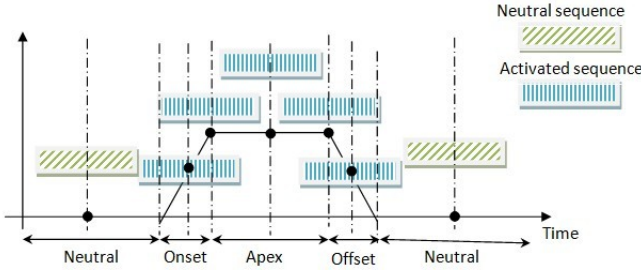 Neutral sequence
Activated sequence
Time
Neutral Onset Apex Offset Neutral